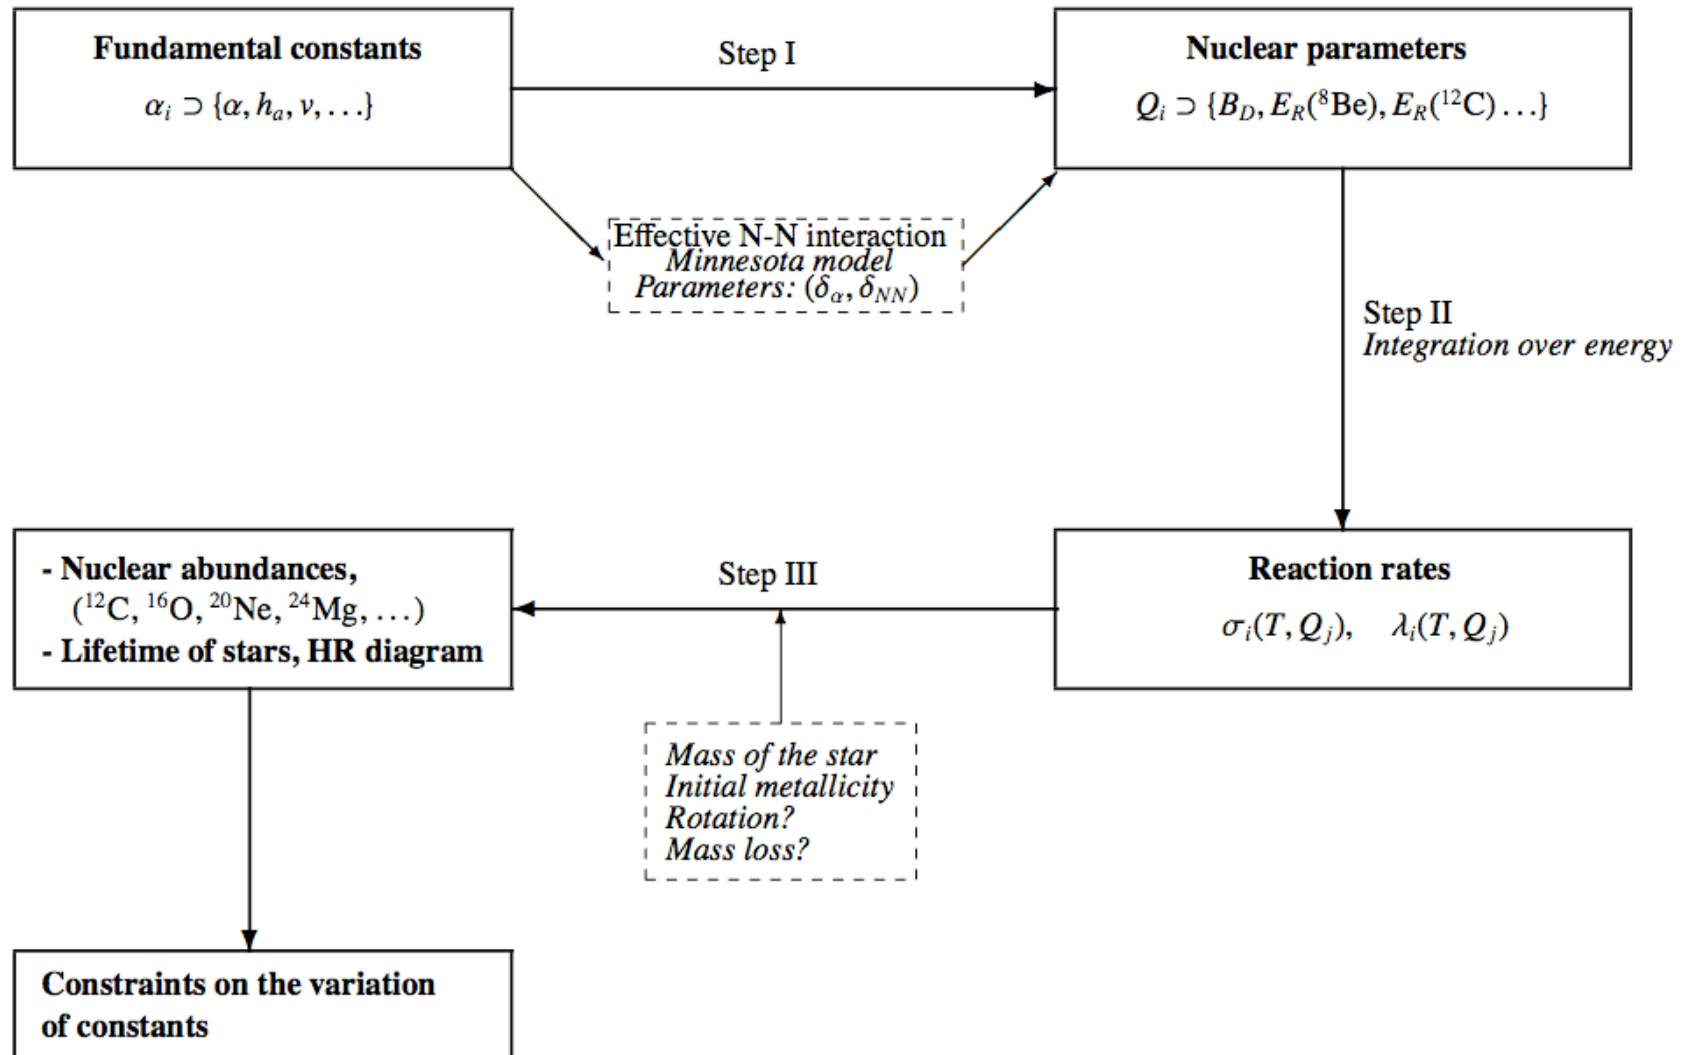 Fundamental constants
αᵢ ⊃ {α, hₐ, v, . . .}
Step I
Nuclear parameters
Qᵢ ⊃ {B_D, E_R(⁸Be), E_R(¹²C) . . .}
Effective N-N interaction
Minnesota model
Parameters: (δ_α, δ_NN)
Step II
Integration over energy
Reaction rates
σᵢ(T, Qⱼ), λᵢ(T, Qⱼ)
Step III
- Nuclear abundances,
(¹²C, ¹⁶O, ²⁰Ne, ²⁴Mg, . . .)
- Lifetime of stars, HR diagram
Mass of the star
Initial metallicity
Rotation?
Mass loss?
Constraints on the variation
of constants